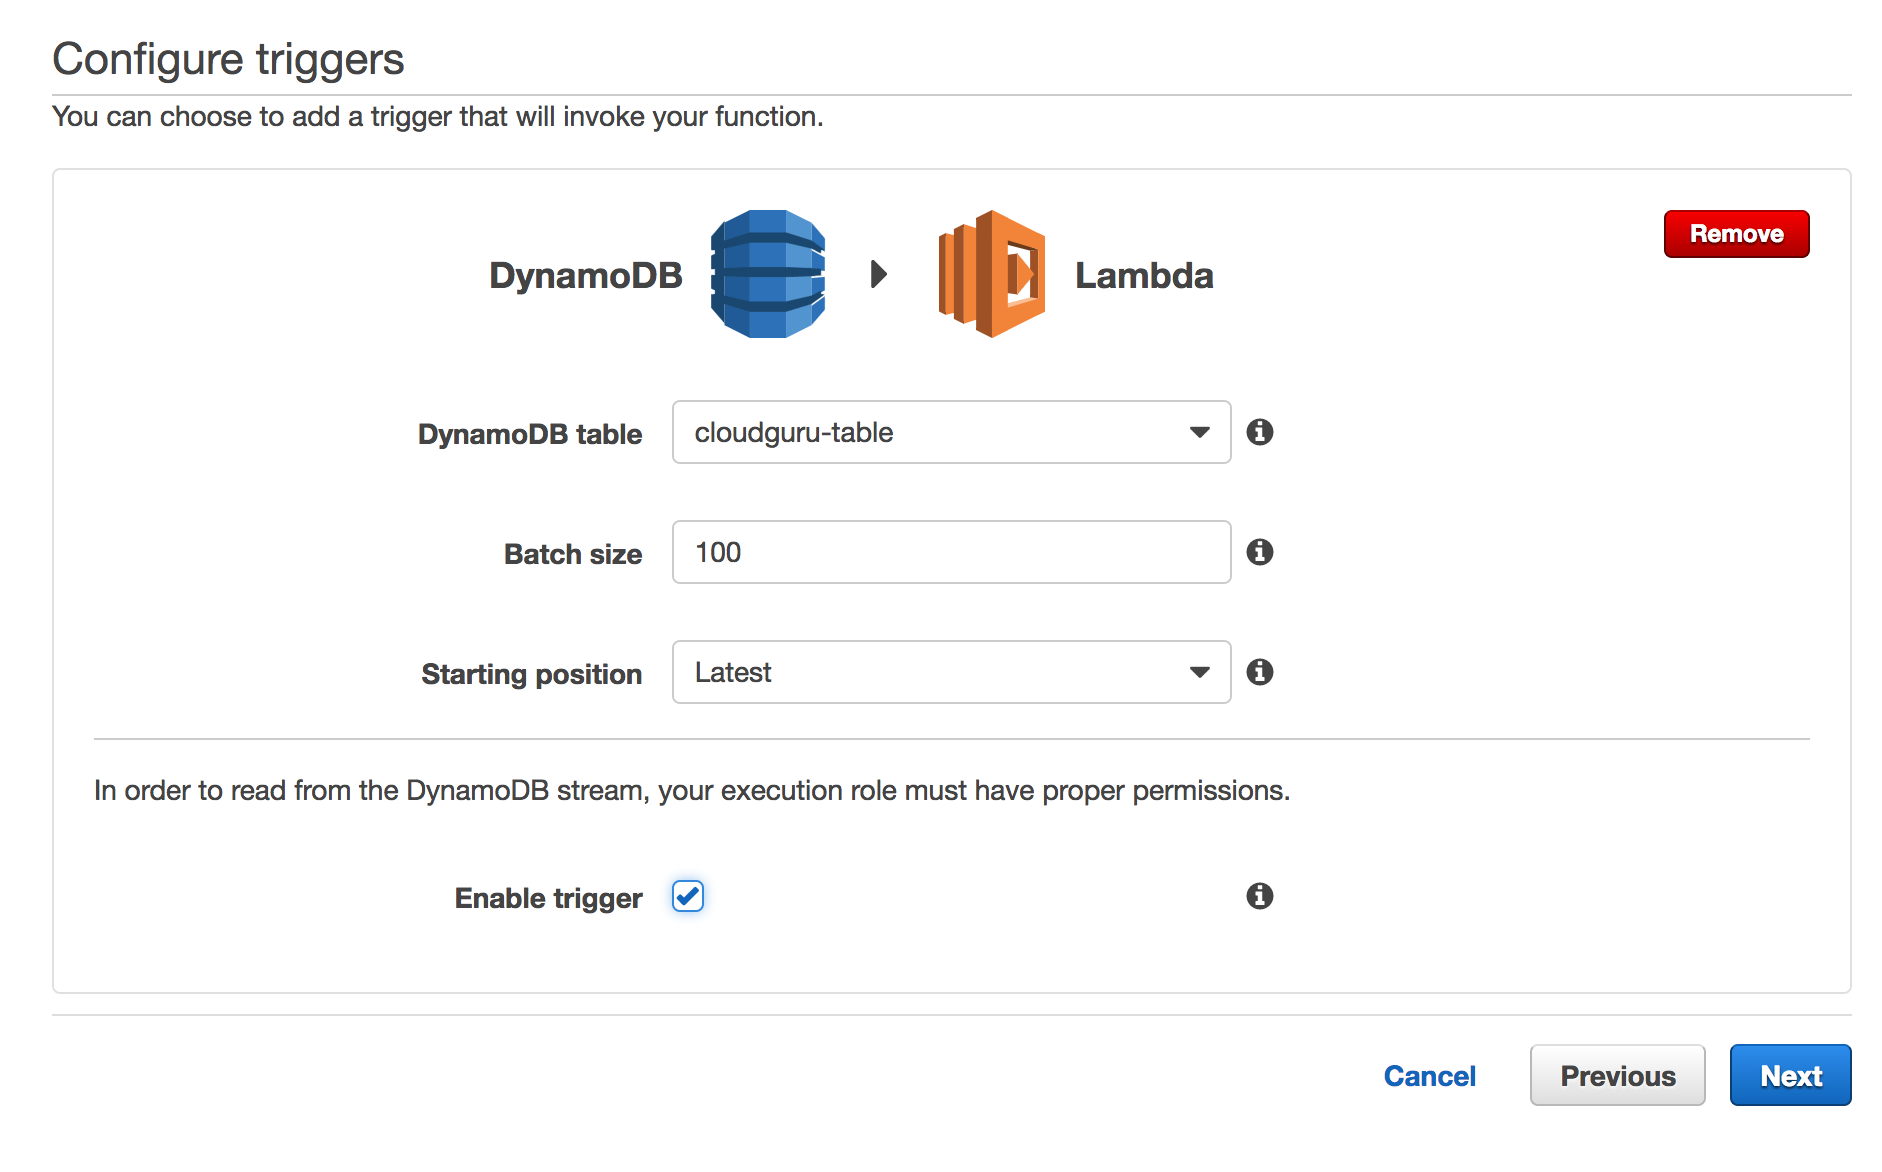 Configure triggers
You can choose to add a trigger that will invoke your function.
Remove
DynamoDB Lambda
DynamoDB table cloudguru-table
Batch size 100
Starting position Latest
In order to read from the DynamoDB stream, your execution role must have proper permissions.
Enable trigger
Cancel Previous Next